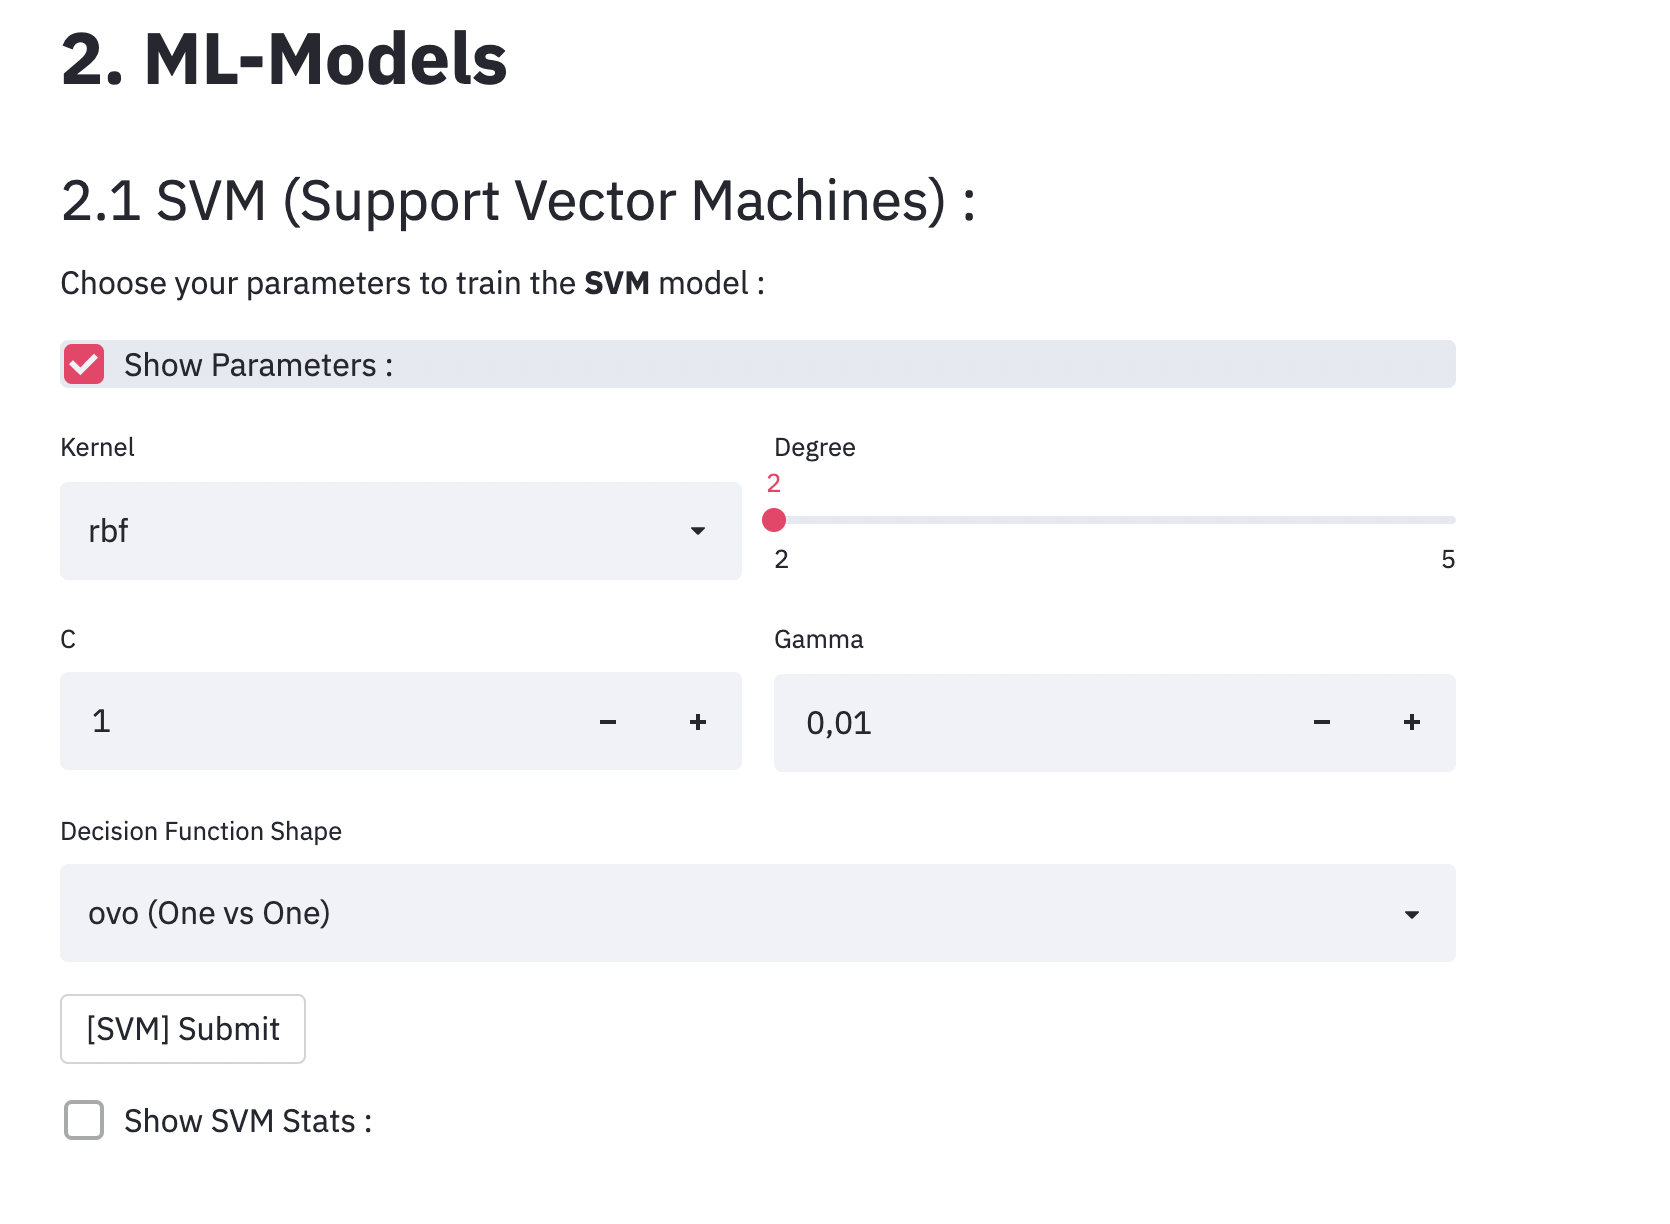 2. ML-Models
2.1 SVM (Support Vector Machines) :
Choose your parameters to train the SVM model :
Show Parameters :
Kernel
rbf
Degree
2
2
5
C
1
Gamma
0,01
Decision Function Shape
ovo (One vs One)
[SVM] Submit
Show SVM Stats :